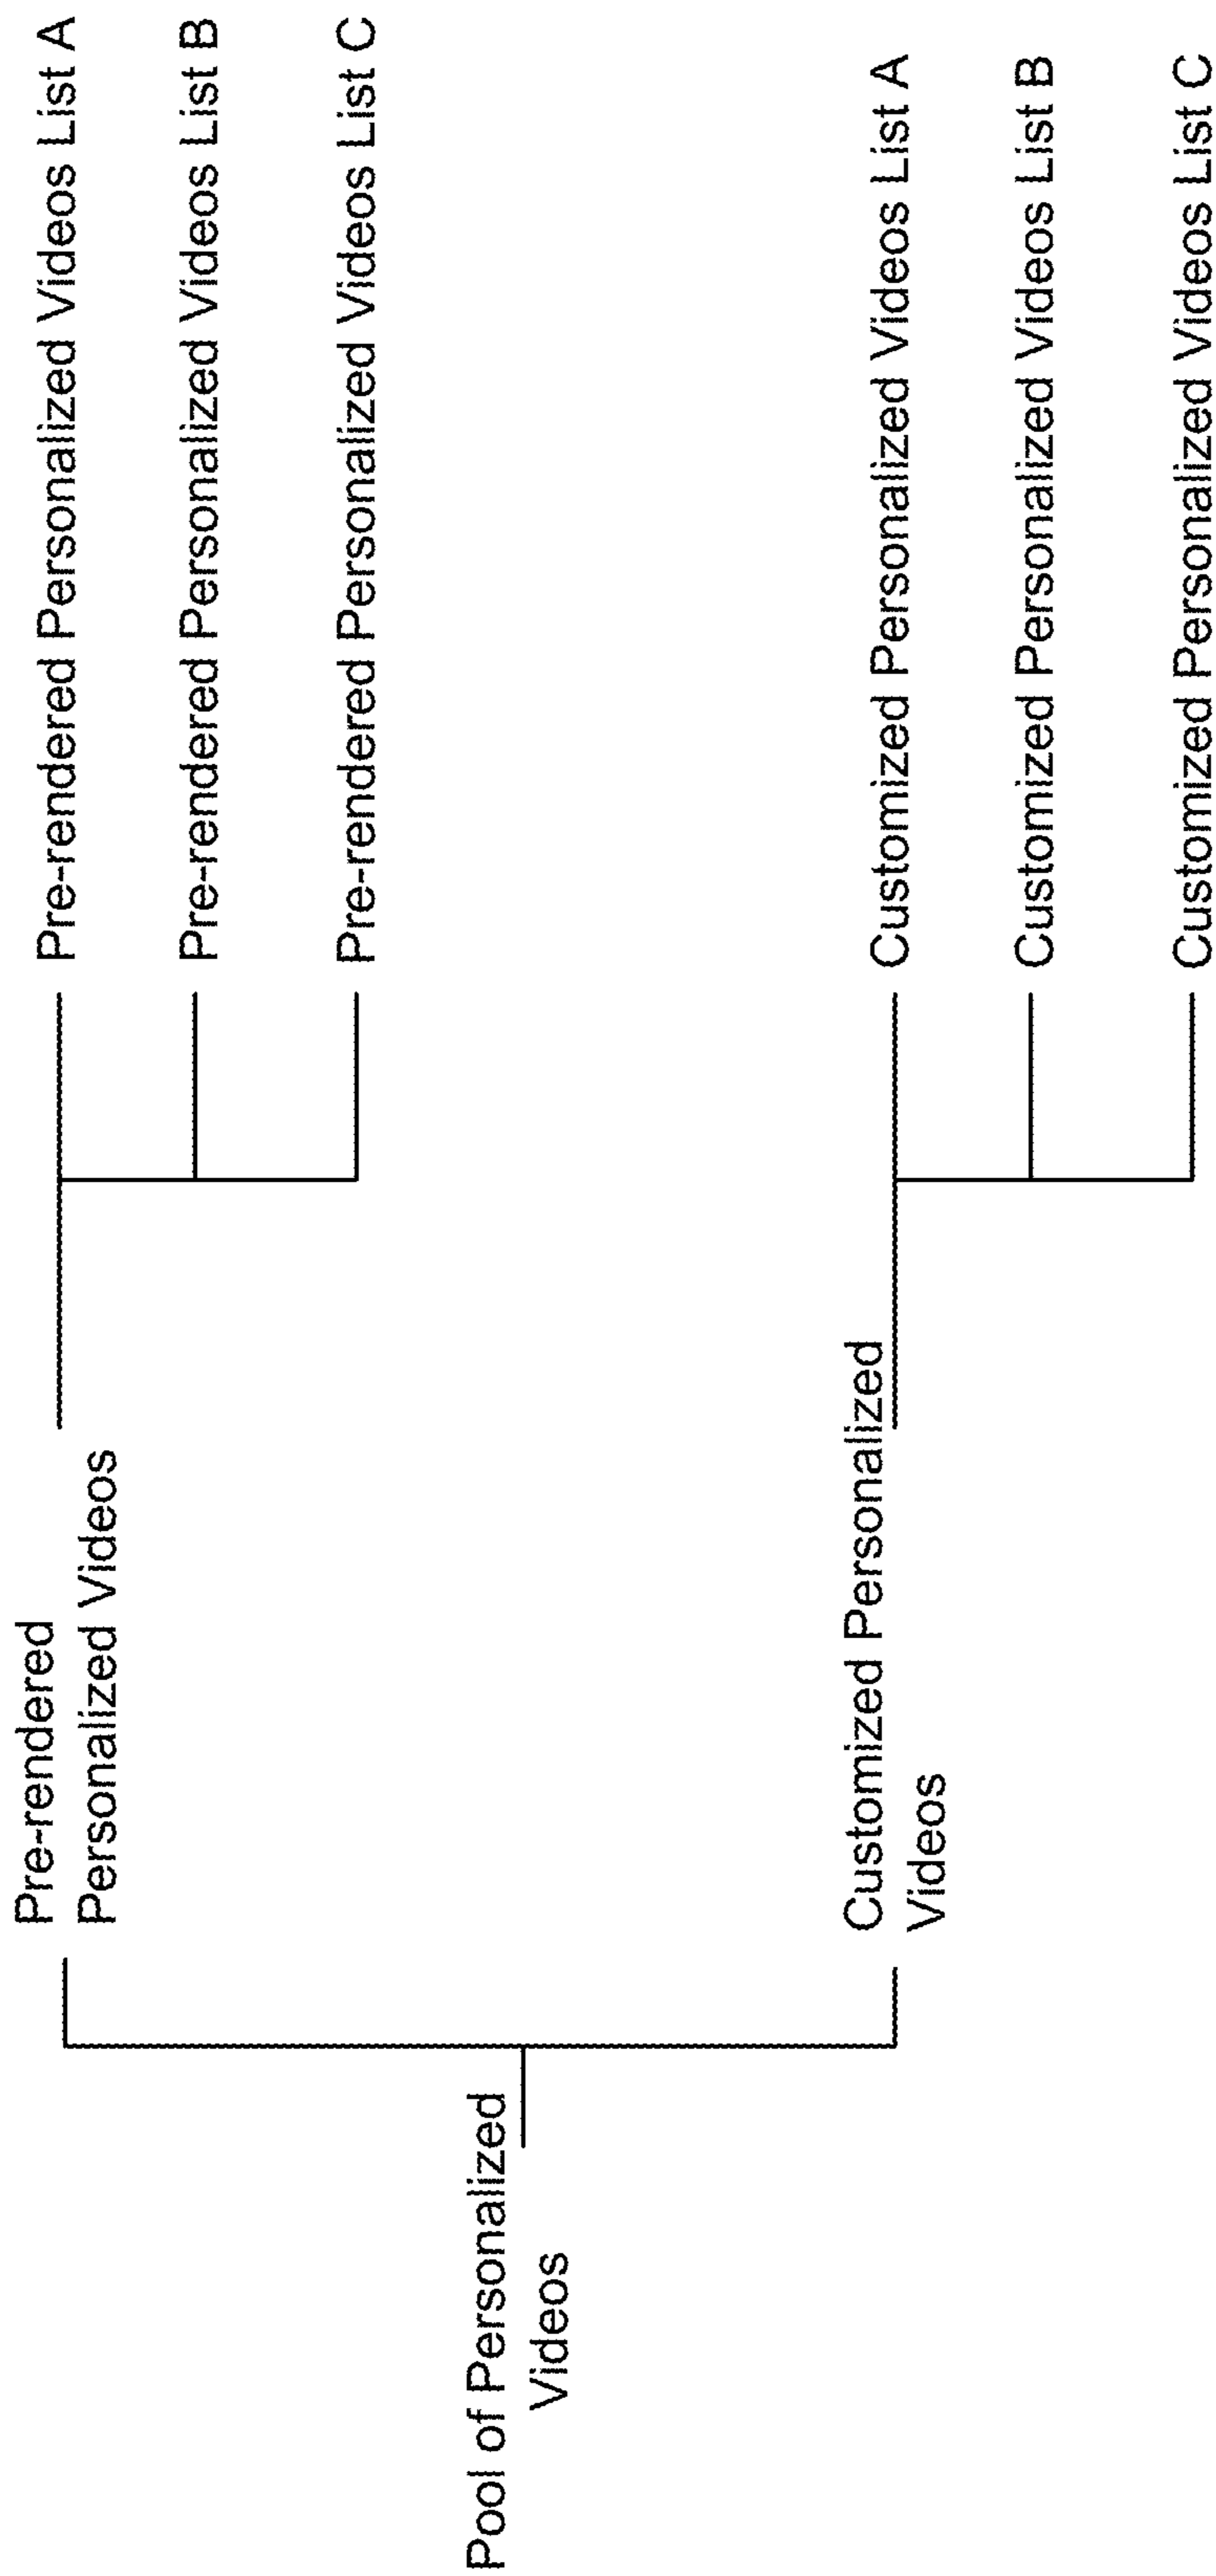 Pool of Personalized
Videos
Pre-rendered
Personalized Videos
Pre-rendered Personalized Videos List A
Pre-rendered Personalized Videos List B
Pre-rendered Personalized Videos List C
Customized Personalized
Videos
Customized Personalized Videos List A
Customized Personalized Videos List B
Customized Personalized Videos List C